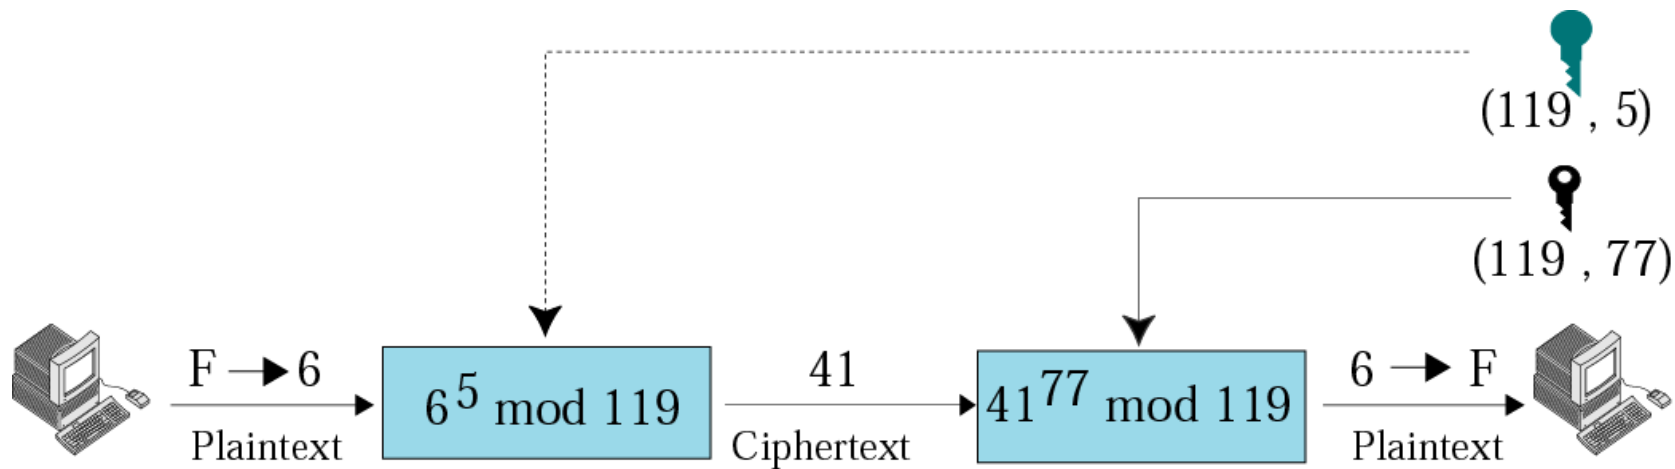 (119 , 5)
(119 , 77)
F → 6
Plaintext
6⁵ mod 119
41
Ciphertext
41⁷⁷ mod 119
6 → F
Plaintext